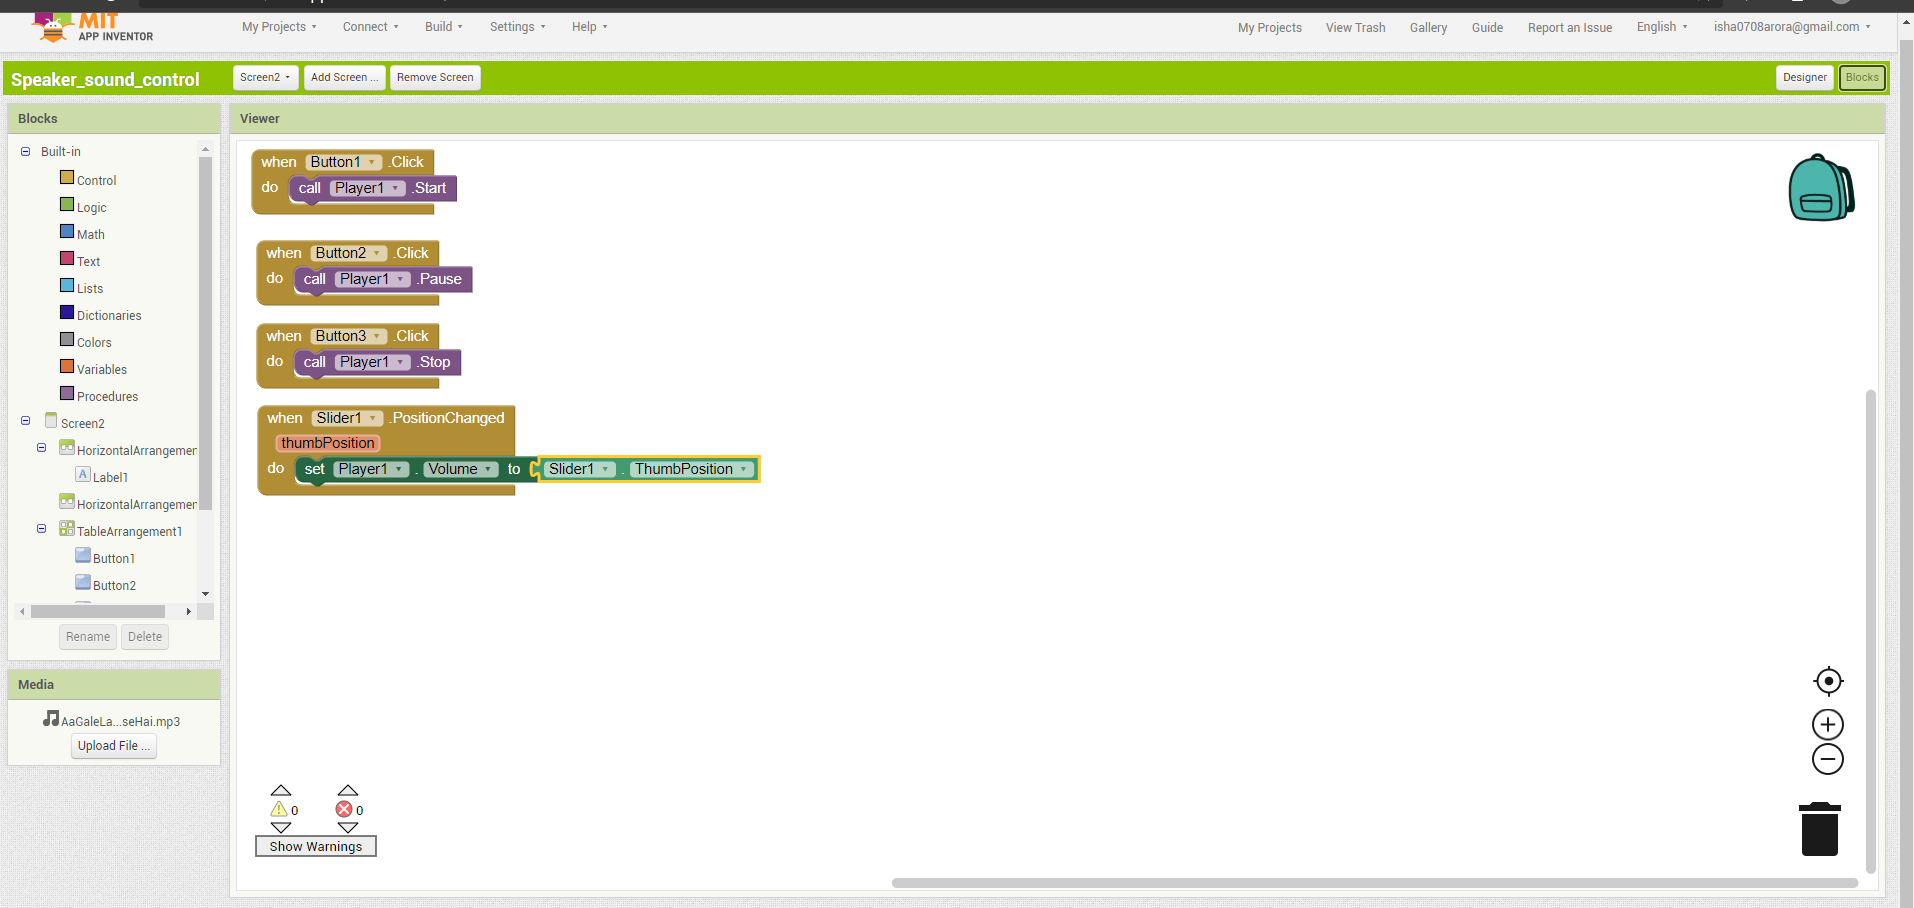 MIT
APP INVENTOR
My Projects Connect Build Settings Help My Projects View Trash Gallery Guide Report an Issue English isha0708arora@gmail.com
Speaker_sound_control Screen2 Add Screen ... Remove Screen Designer Blocks
Blocks
Built-in
Control
Logic
Math
Text
Lists
Dictionaries
Colors
Variables
Procedures
Screen2
HorizontalArrangemen
Label1
HorizontalArrangemen
TableArrangement1
Button1
Button2
Rename Delete
Media
AaGaleLa...seHai.mp3
Upload File ...
Viewer
when Button1 .Click
do call Player1 .Start
when Button2 .Click
do call Player1 .Pause
when Button3 .Click
do call Player1 .Stop
when Slider1 .PositionChanged
thumbPosition
do set Player1 . Volume to Slider1 . ThumbPosition
0 0
Show Warnings